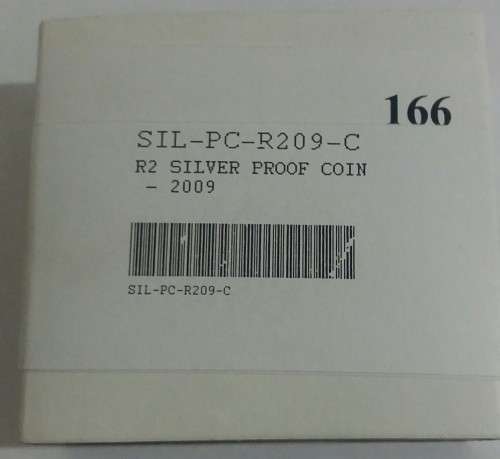 166
SIL-PC-R209-C
R2 SILVER PROOF COIN
- 2009
SIL-PC-R209-C